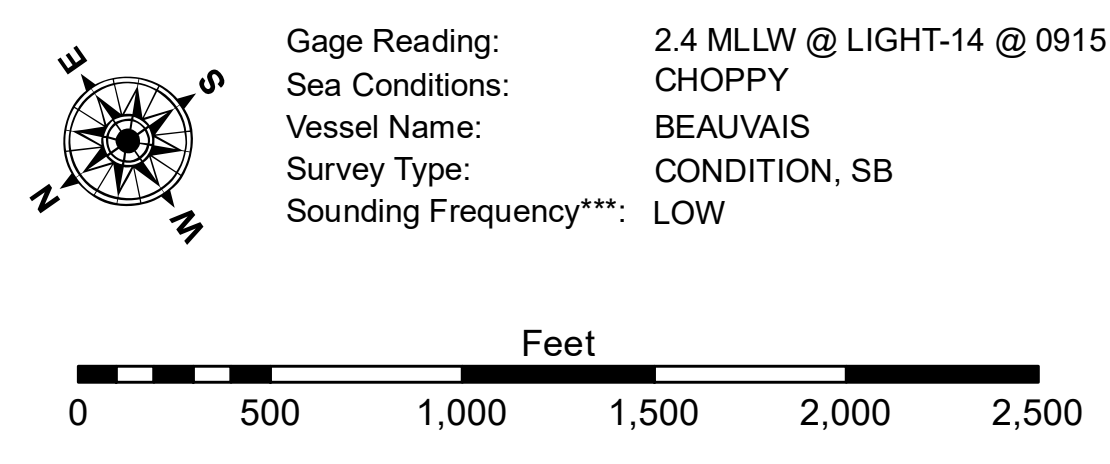 E
S
N
W
Gage Reading: 2.4 MLLW @ LIGHT-14 @ 0915
Sea Conditions: CHOPPY
Vessel Name: BEAUVAIS
Survey Type: CONDITION, SB
Sounding Frequency***: LOW
Feet
0 500 1,000 1,500 2,000 2,500